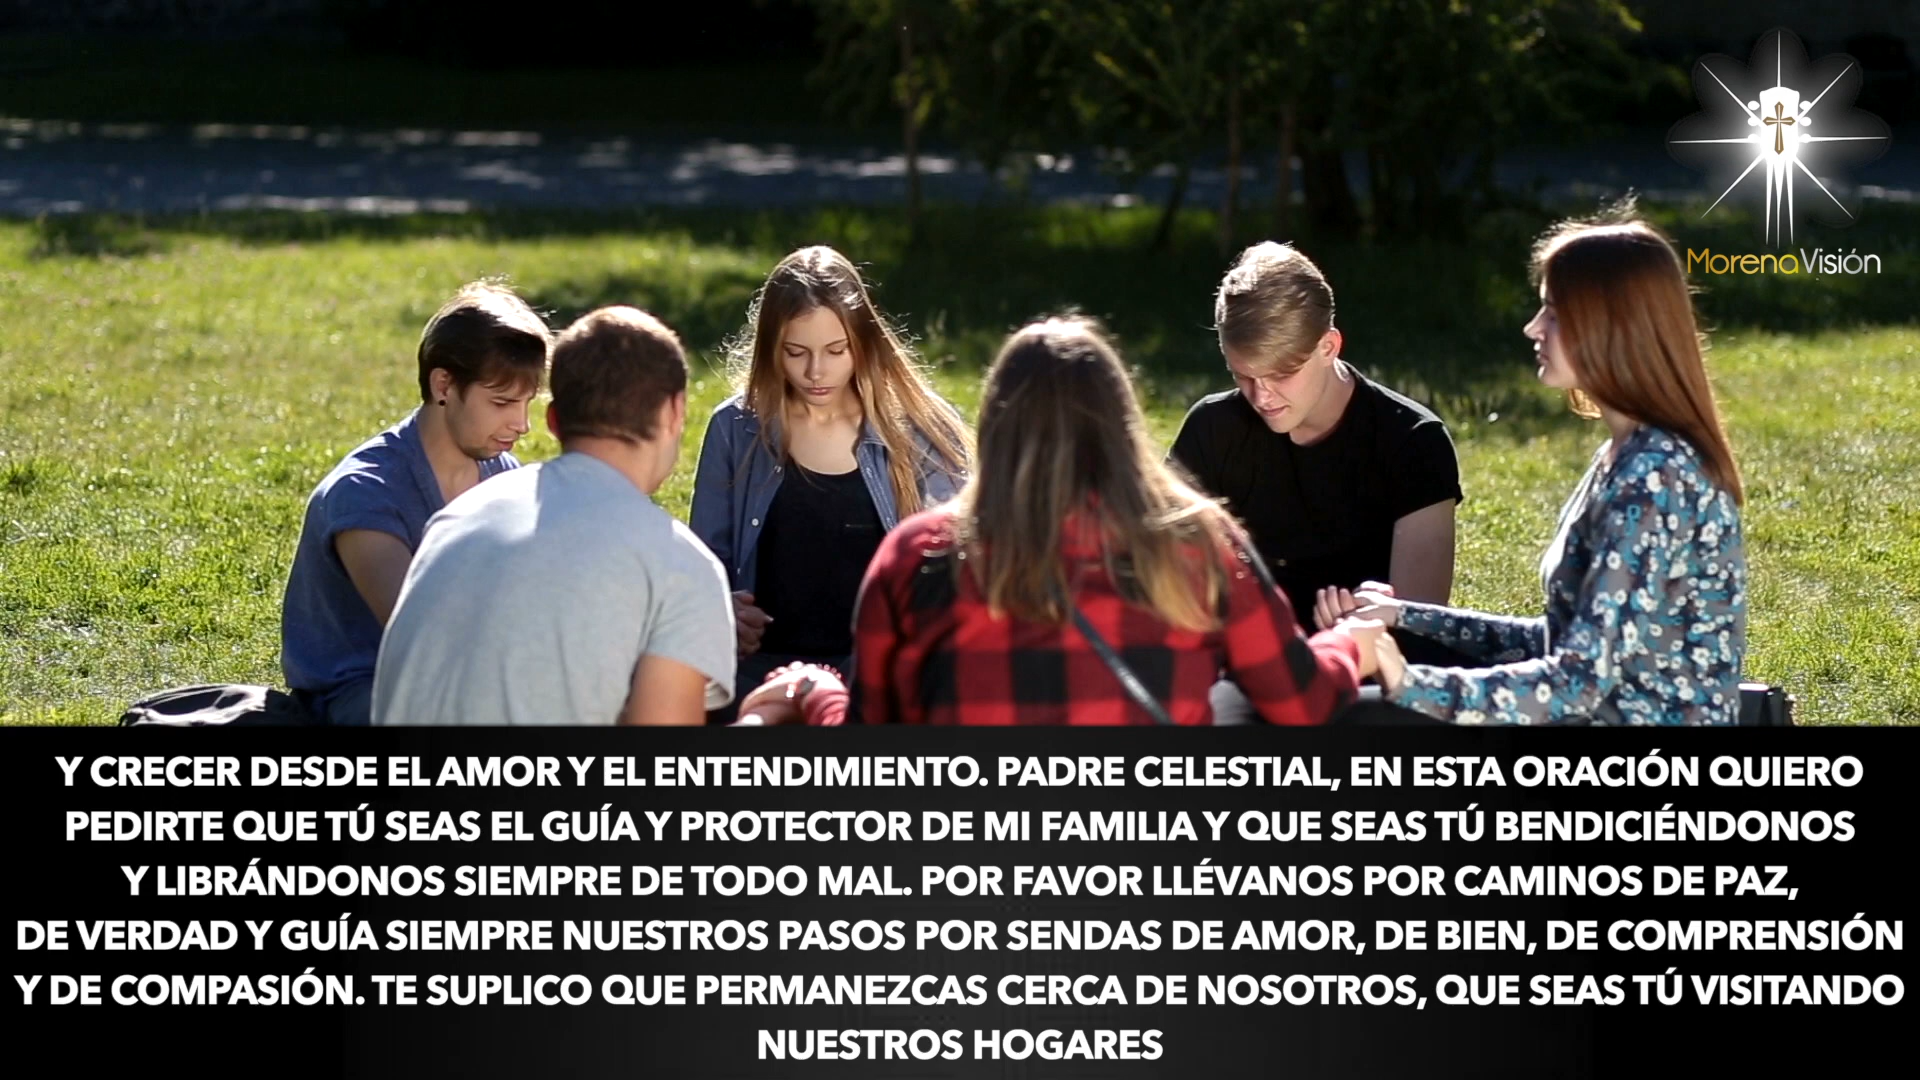 MorenaVisión
Y CRECER DESDE EL AMOR Y EL ENTENDIMIENTO. PADRE CELESTIAL, EN ESTA ORACIÓN QUIERO
PEDIRTE QUE TÚ SEAS EL GUÍA Y PROTECTOR DE MI FAMILIA Y QUE SEAS TÚ BENDICIÉNDONOS
Y LIBRÁNDONOS SIEMPRE DE TODO MAL. POR FAVOR LLÉVANOS POR CAMINOS DE PAZ,
DE VERDAD Y GUÍA SIEMPRE NUESTROS PASOS POR SENDAS DE AMOR, DE BIEN, DE COMPRENSIÓN
Y DE COMPASIÓN. TE SUPLICO QUE PERMANEZCAS CERCA DE NOSOTROS, QUE SEAS TÚ VISITANDO
NUESTROS HOGARES